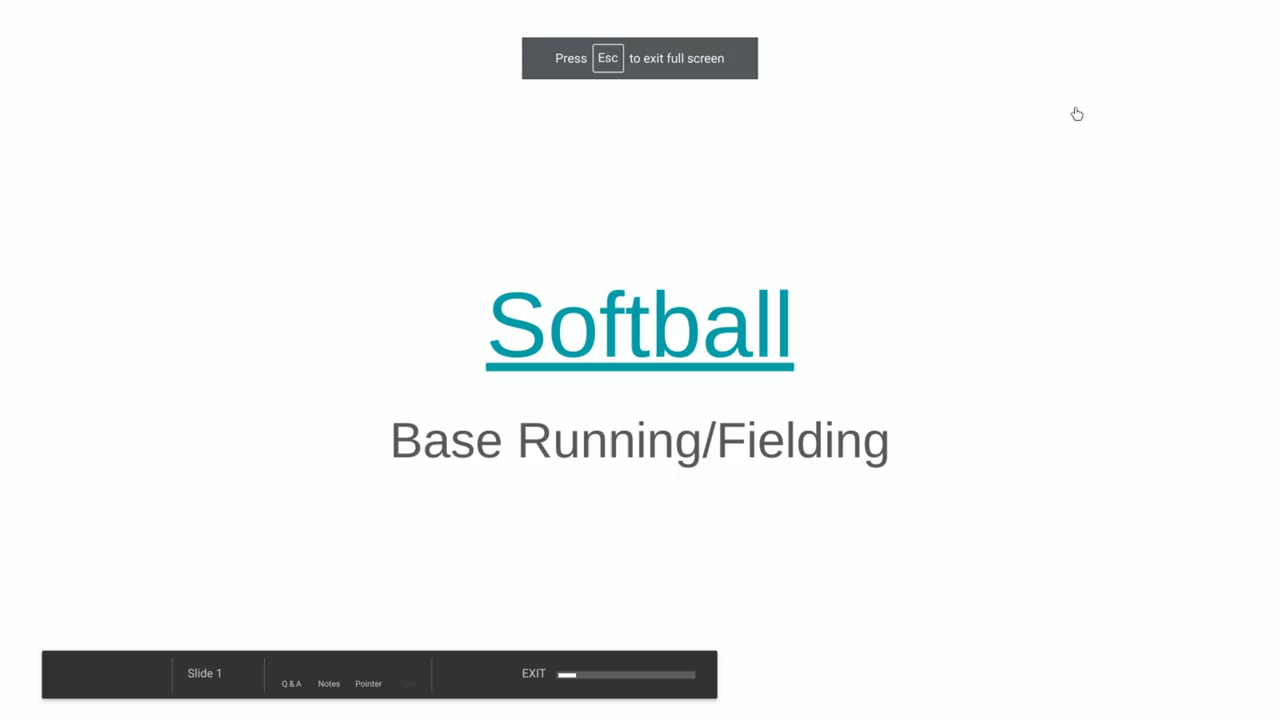 Press Esc to exit full screen
Softball
Base Running/Fielding
Slide 1
Q & A Notes Pointer
EXIT